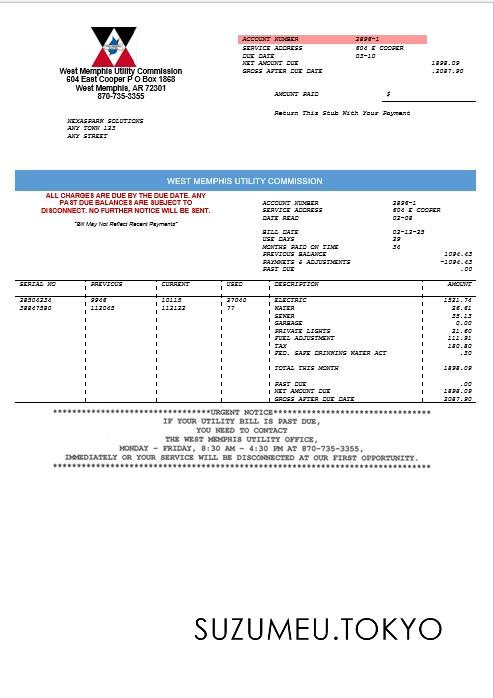 West Memphis Utility Commission
604 East Cooper P O Box 1868
West Memphis, AR 72301
870-735-3355
ACCOUNT NUMBER 2896-1
SERVICE ADDRESS 604 E COOPER
DUE DATE 03-10
NET AMOUNT DUE 1898.09
GROSS AFTER DUE DATE .2087.90
AMOUNT PAID $
Return This Stub With Your Payment
NEXASPARK SOLUTIONS
ANY TOWN 123
ANY STREET
WEST MEMPHIS UTILITY COMMISSION
ALL CHARGES ARE DUE BY THE DUE DATE. ANY
PAST DUE BALANCES ARE SUBJECT TO
DISCONNECT. NO FURTHER NOTICE WILL BE SENT.
"Bill May Not Reflect Recent Payments"
ACCOUNT NUMBER 2896-1
SERVICE ADDRESS 604 E COOPER
DATE READ 02-08
BILL DATE 02-12-25
USE DAYS 29
MONTHS PAID ON TIME 34
PREVIOUS BALANCE 1094.43
PAYMNETS & ADJUSTMENTS -1094.43
PAST DUE .00
SERIAL NO PREVIOUS CURRENT USED DESCRIPTION AMOUNT
28504234 9946 10115 27040 ELECTRIC 1521.74
38847580 112045 112122 77 WATER 26.61
SEWER 35.13
GARBAGE 0.00
PRIVATE LIGHTS 21.60
FUEL ADJUSTMENT 111.91
TAX 180.80
FED. SAFE DRINKING WATER ACT .30
TOTAL THIS MONTH 1898.09
PAST DUE .00
NET AMOUNT DUE 1898.09
GROSS AFTER DUE DATE 2087.90
******************************URGENT NOTICE******************************
IF YOUR UTILITY BILL IS PAST DUE,
YOU NEED TO CONTACT
THE WEST MEMPHIS UTILITY OFFICE,
MONDAY - FRIDAY, 8:30 AM - 4:30 PM AT 870-735-3355,
IMMEDIATELY OR YOUR SERVICE WILL BE DISCONNECTED AT OUR FIRST OPPORTUNITY.
*************************************************************************
SUZUMEU.TOKYO